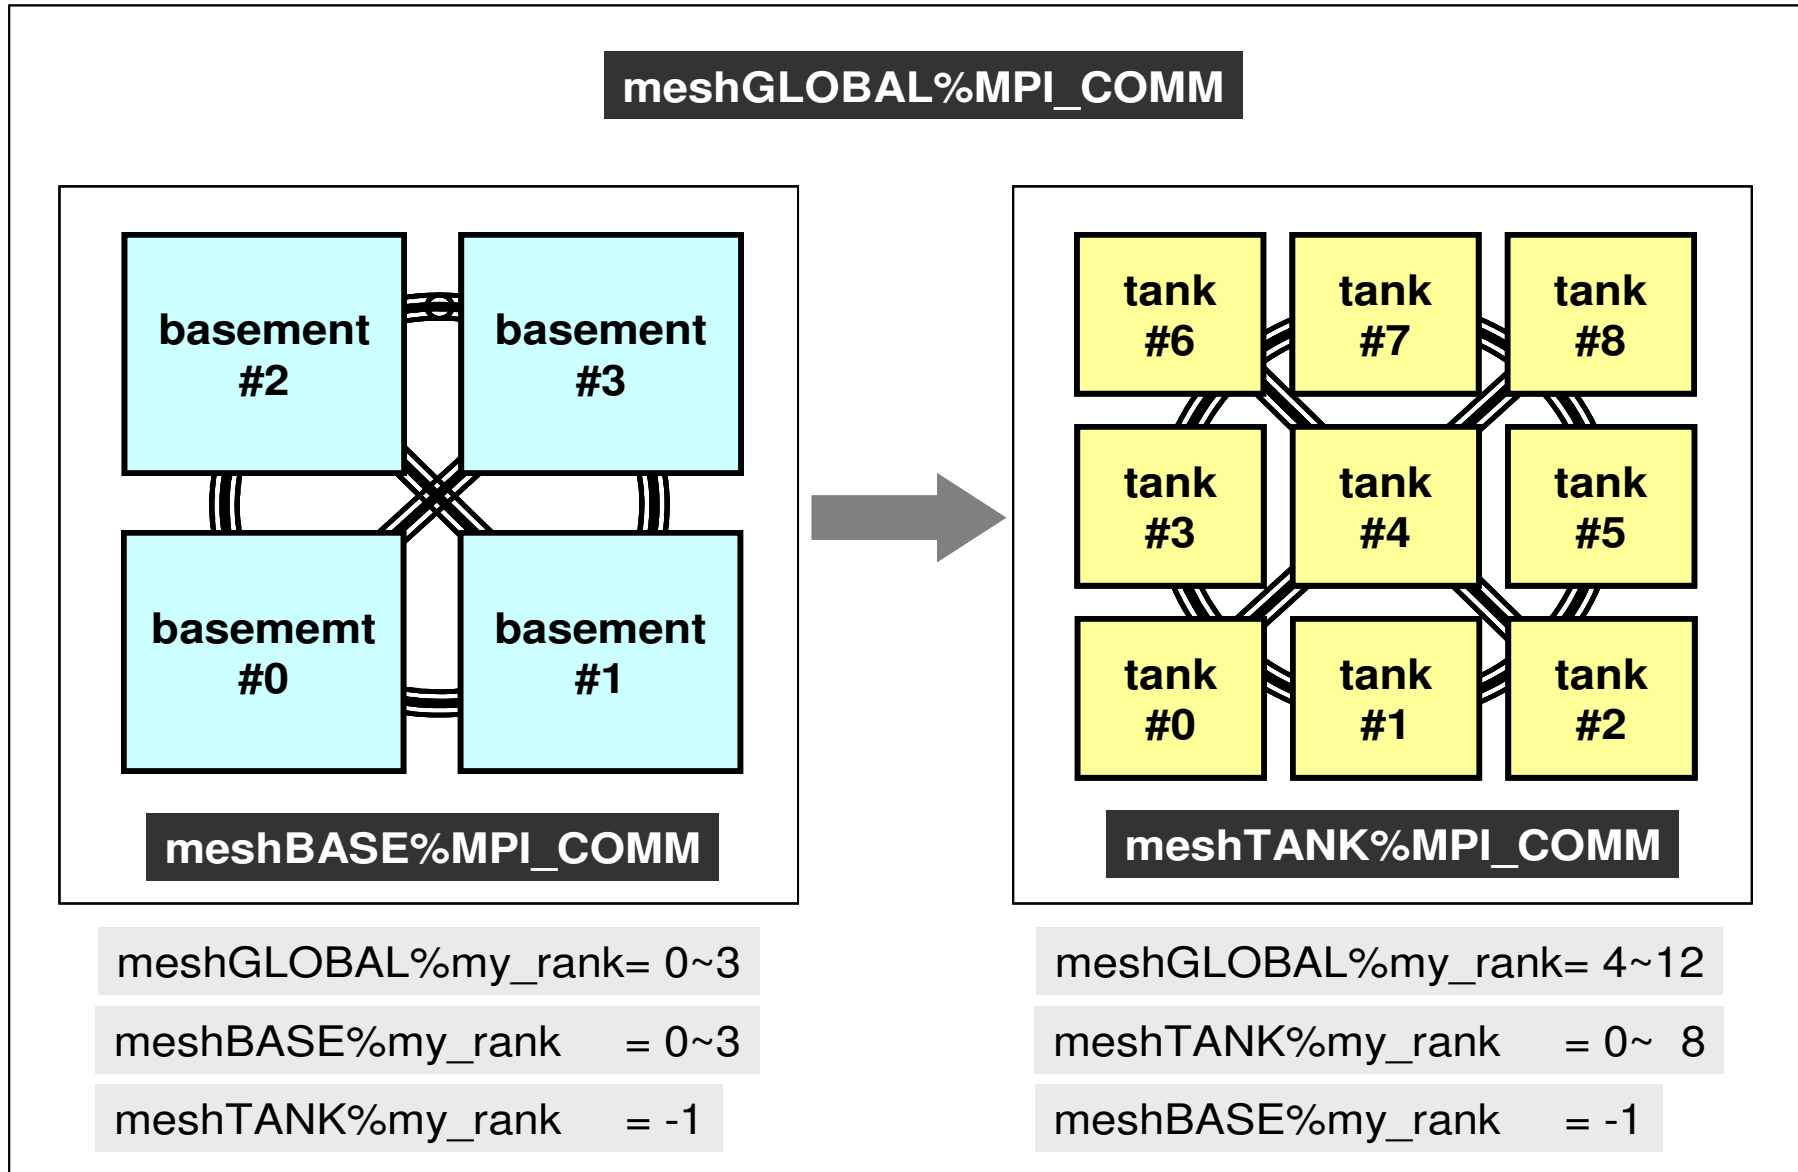 meshGLOBAL%MPI_COMM
basement
#2
basement
#3
basememt
#0
basement
#1
meshBASE%MPI_COMM
tank
#6
tank
#7
tank
#8
tank
#3
tank
#4
tank
#5
tank
#0
tank
#1
tank
#2
meshTANK%MPI_COMM
meshGLOBAL%my_rank= 0~3
meshBASE%my_rank = 0~3
meshTANK%my_rank = -1
meshGLOBAL%my_rank= 4~12
meshTANK%my_rank = 0~ 8
meshBASE%my_rank = -1